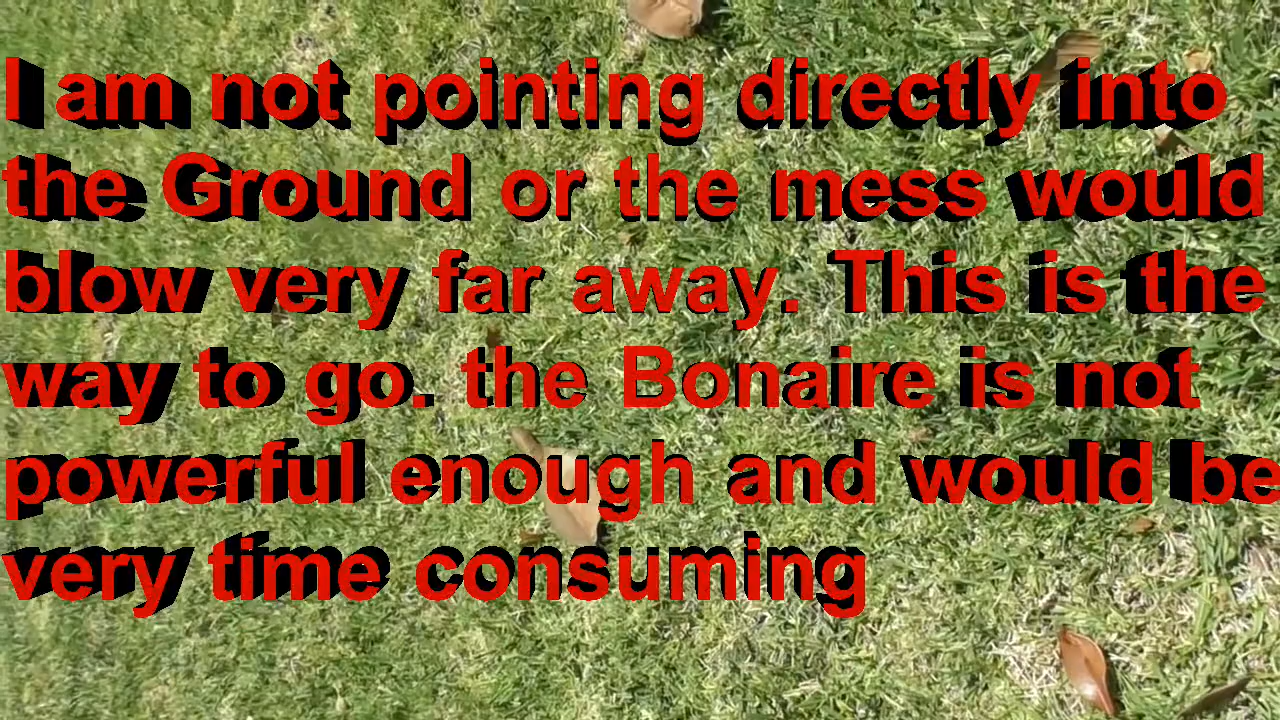 I am not pointing directly into
the Ground or the mess would
blow very far away. This is the
way to go. the Bonaire is not
powerful enough and would be
very time consuming